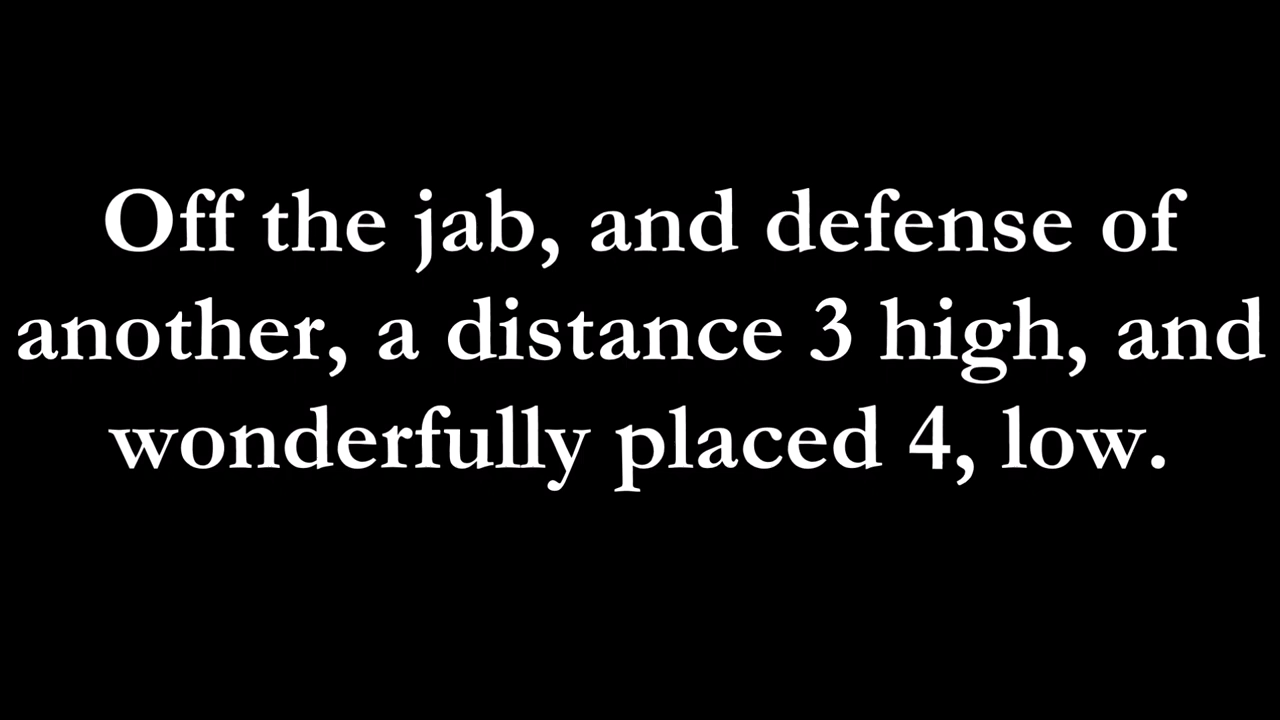 Off the jab, and defense of
another, a distance 3 high, and
wonderfully placed 4, low.